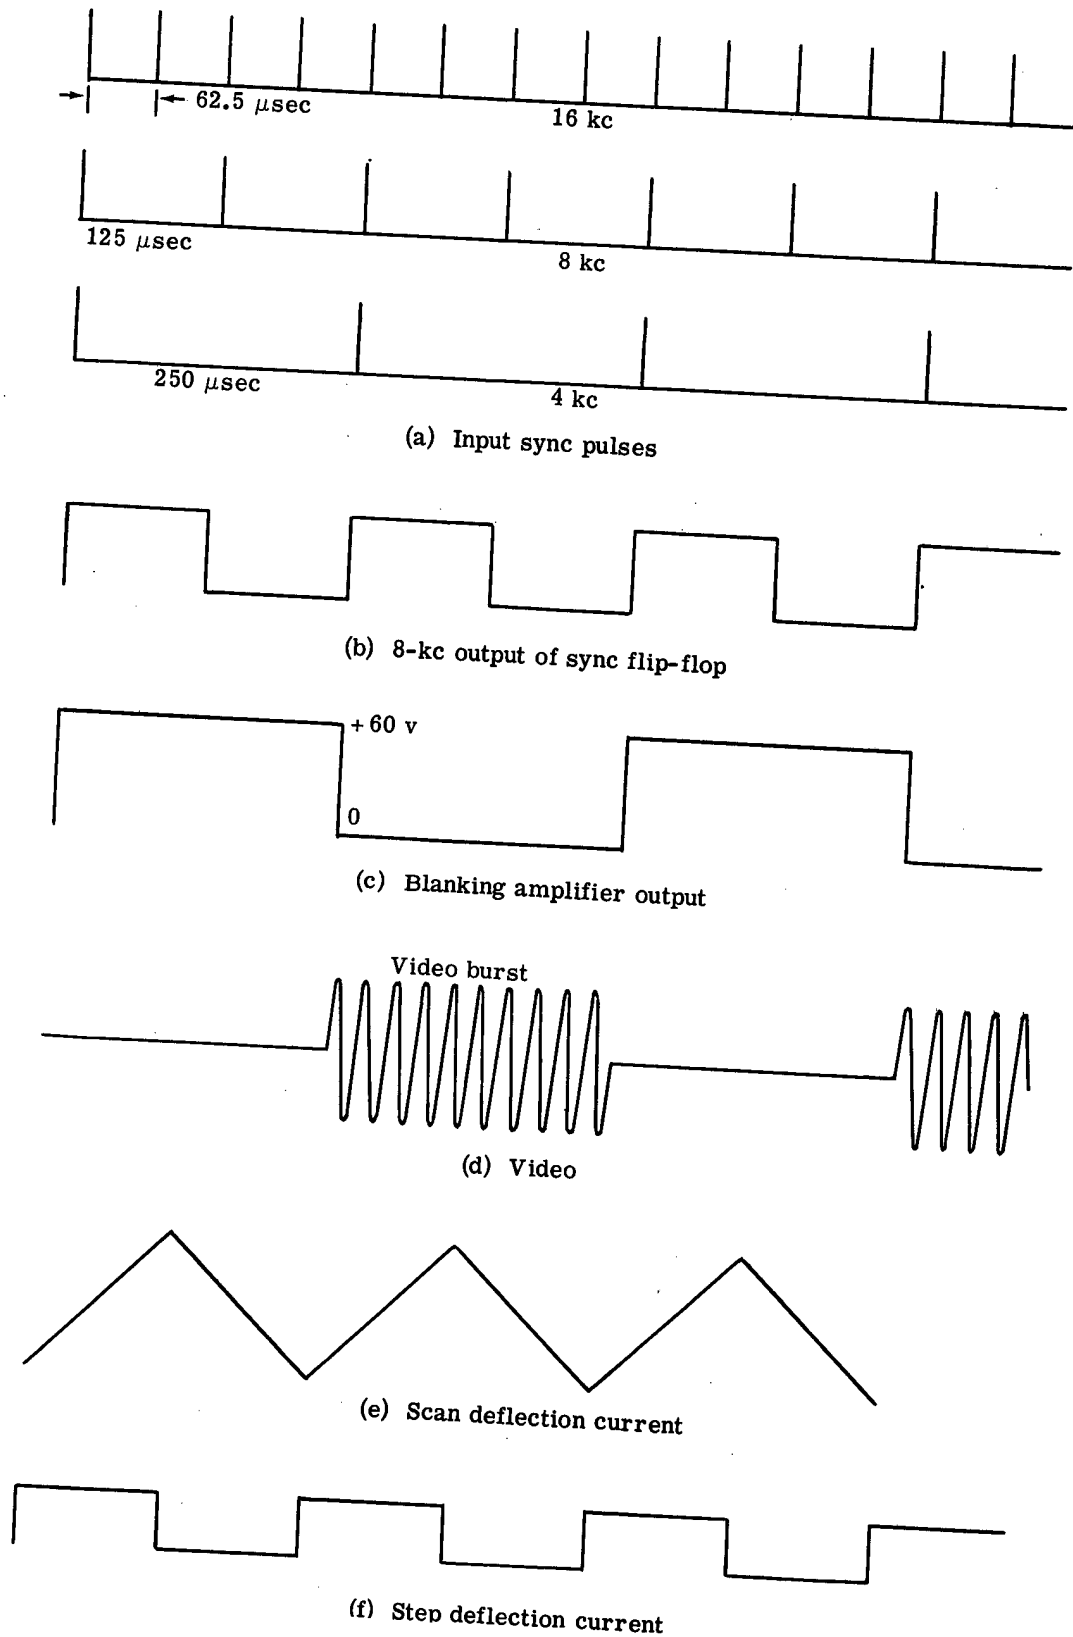 62.5 μsec
16 kc
125 μsec
8 kc
250 μsec
4 kc
(a) Input sync pulses
(b) 8-kc output of sync flip-flop
+60 v
0
(c) Blanking amplifier output
Video burst
(d) Video
(e) Scan deflection current
(f) Step deflection current